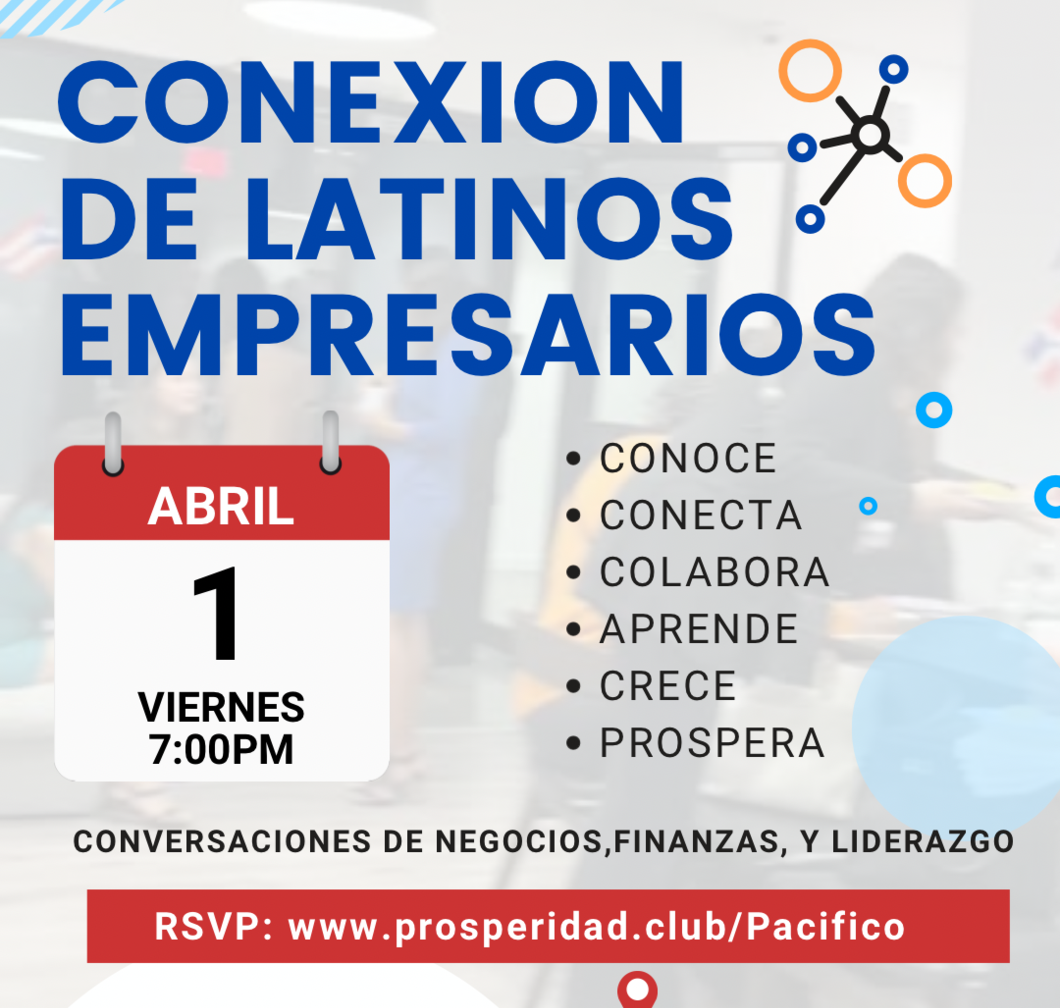 CONEXION
DE LATINOS
EMPRESARIOS
ABRIL
1
VIERNES
7:00PM
• CONOCE
• CONECTA
• COLABORA
• APRENDE
• CRECE
• PROSPERA
CONVERSACIONES DE NEGOCIOS,FINANZAS, Y LIDERAZGO
RSVP: www.prosperidad.club/Pacifico